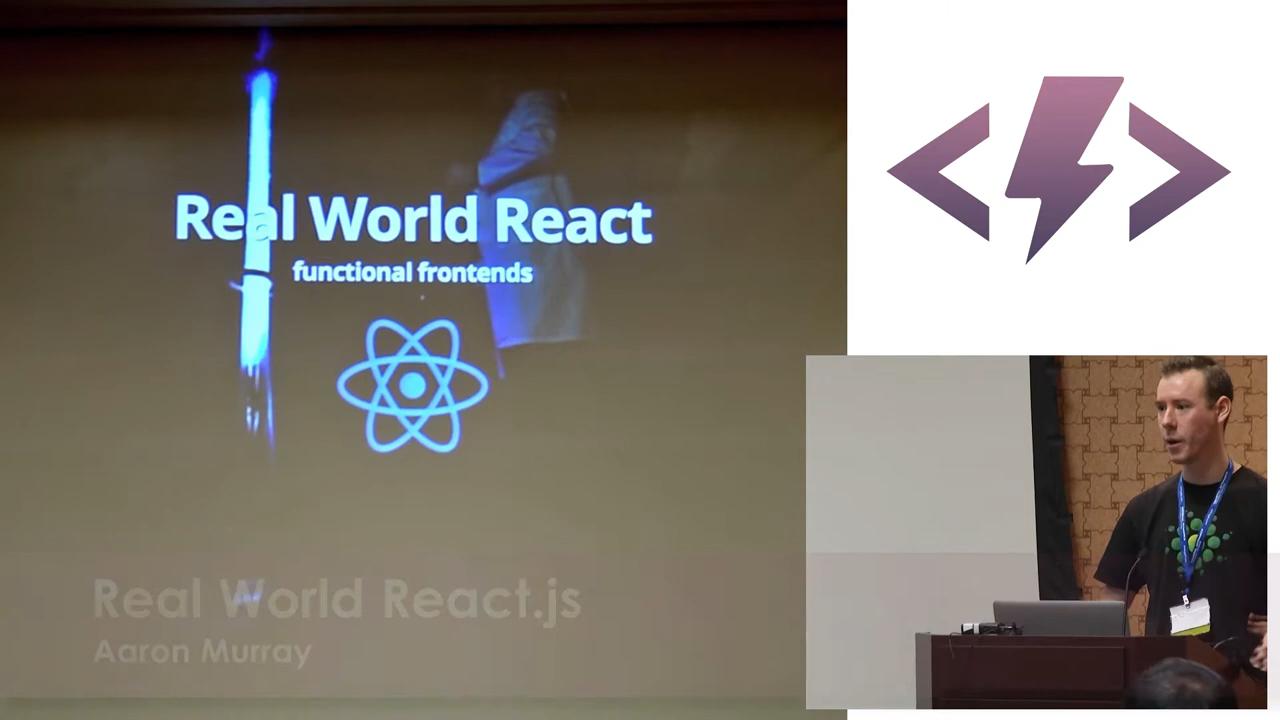 Real World React
functional frontends
Real World React.js
Aaron Murray